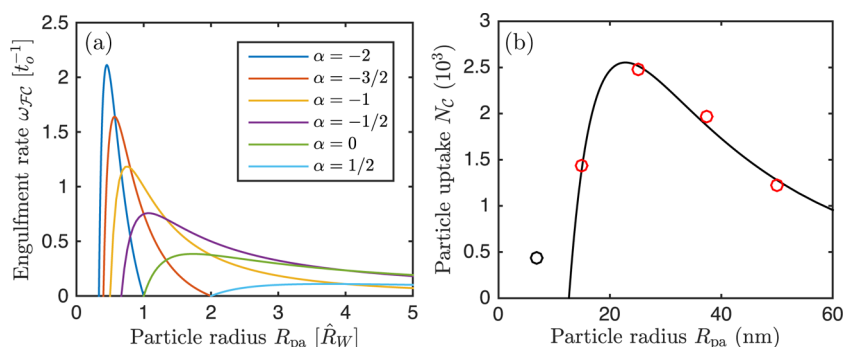 (a)
Engulfment rate ω_{ℱ𝒞} [t_o^{-1}]
2.5
2
1.5
1
0.5
0
0 1 2 3 4 5
Particle radius R_pa [R̂_W]
α = −2
α = −3/2
α = −1
α = −1/2
α = 0
α = 1/2
(b)
Particle uptake N_𝒞 (10^3)
3
2.5
2
1.5
1
0.5
0
0 20 40 60
Particle radius R_pa (nm)